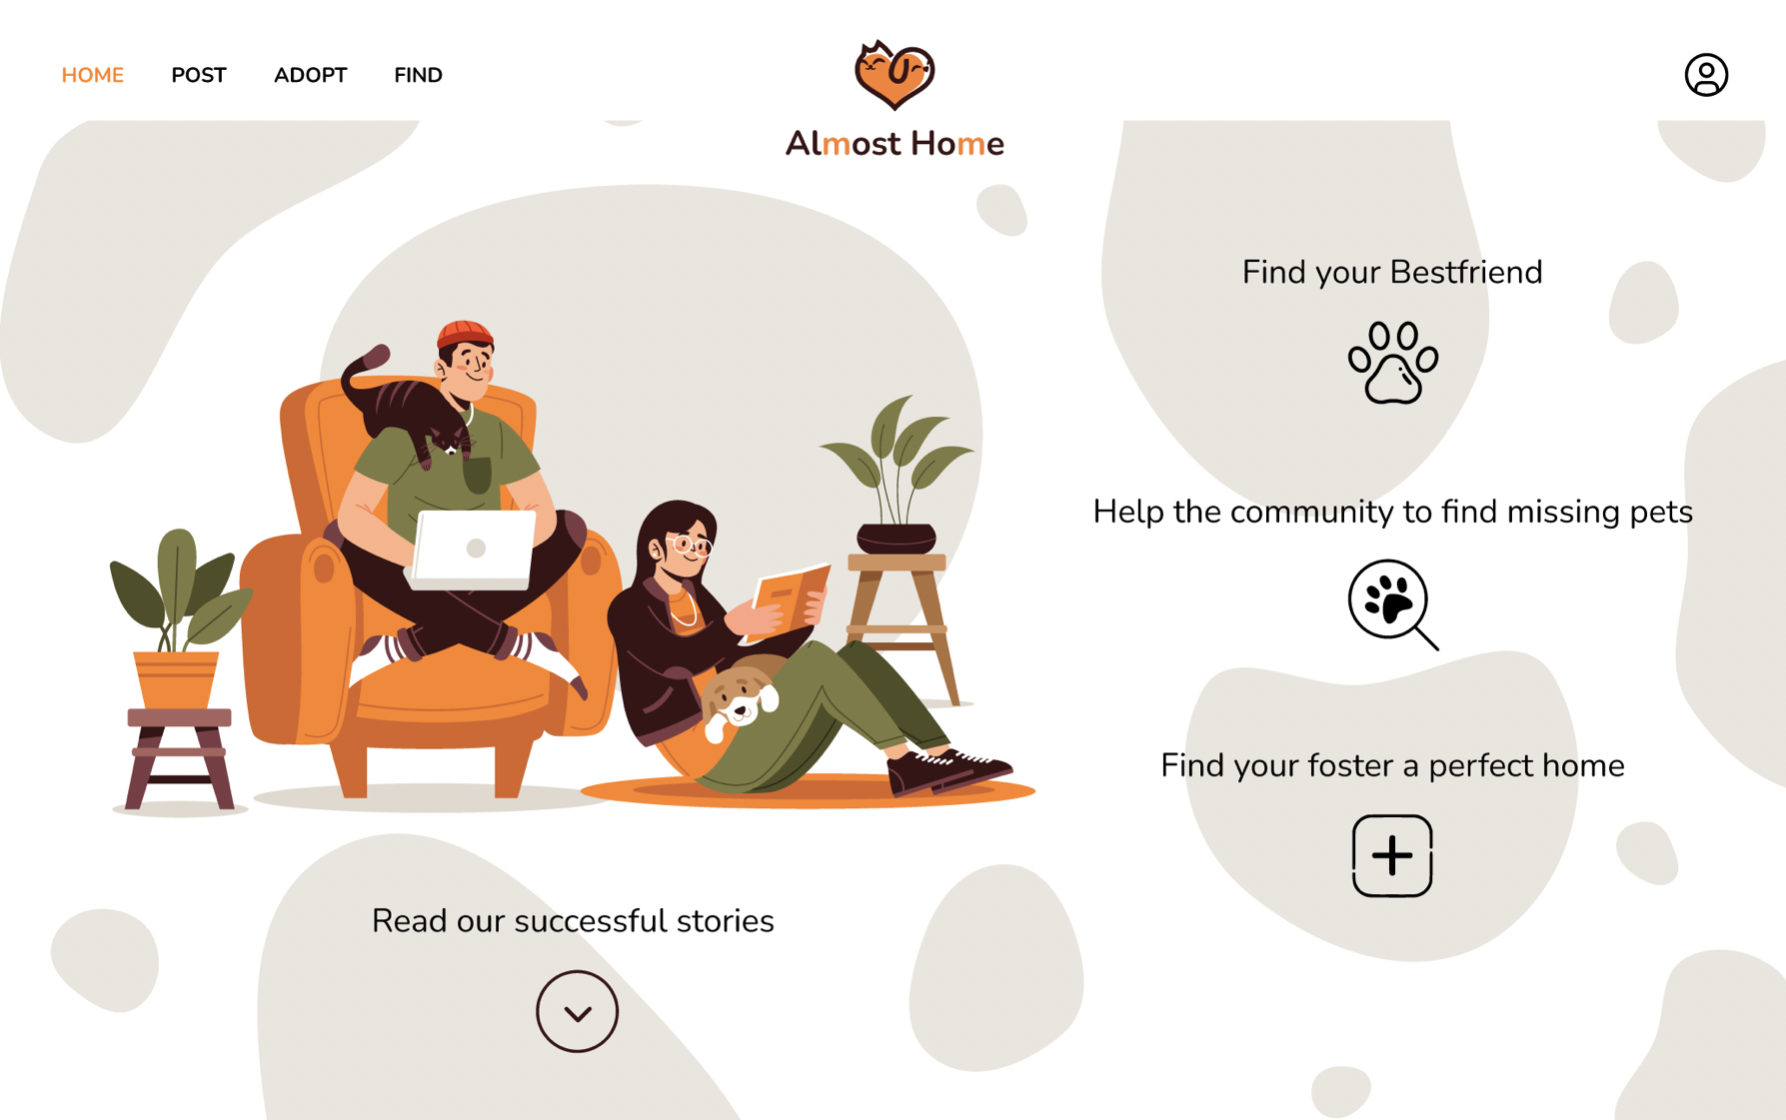 HOME POST ADOPT FIND
Almost Home
Find your Bestfriend
Help the community to find missing pets
Find your foster a perfect home
Read our successful stories